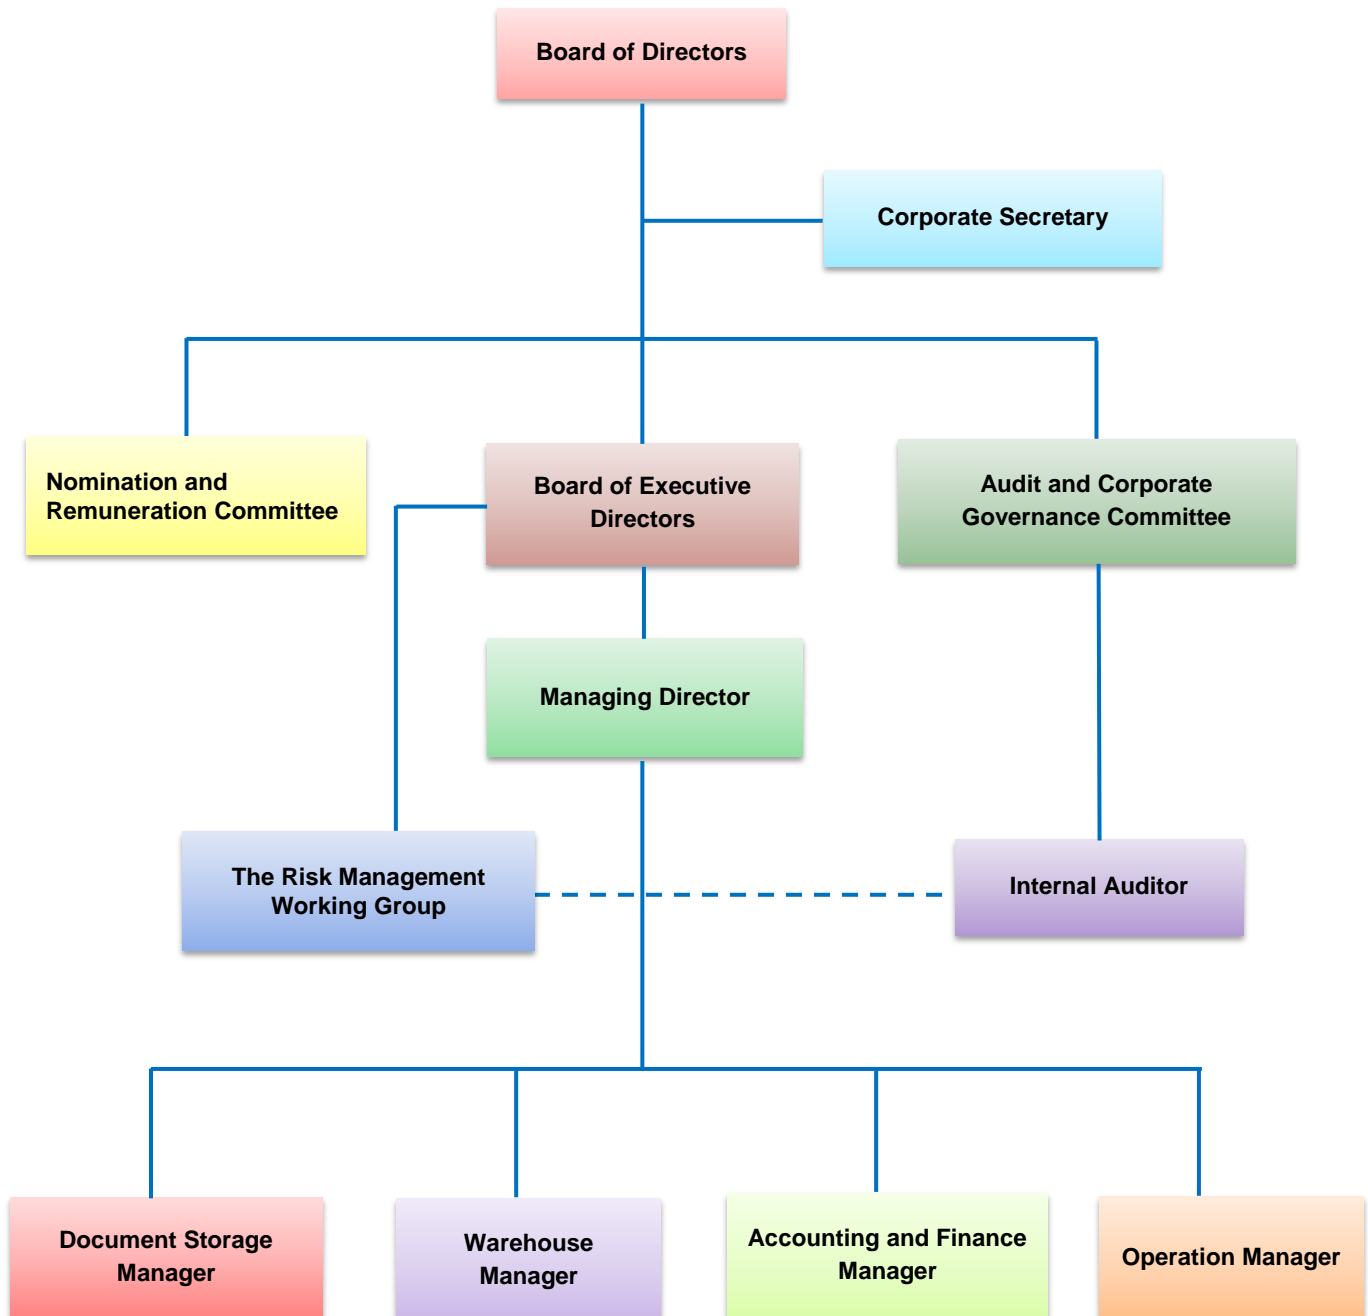 Board of Directors
Corporate Secretary
Nomination and
Remuneration Committee
Board of Executive
Directors
Audit and Corporate
Governance Committee
Managing Director
The Risk Management
Working Group
Internal Auditor
Document Storage
Manager
Warehouse
Manager
Accounting and Finance
Manager
Operation Manager